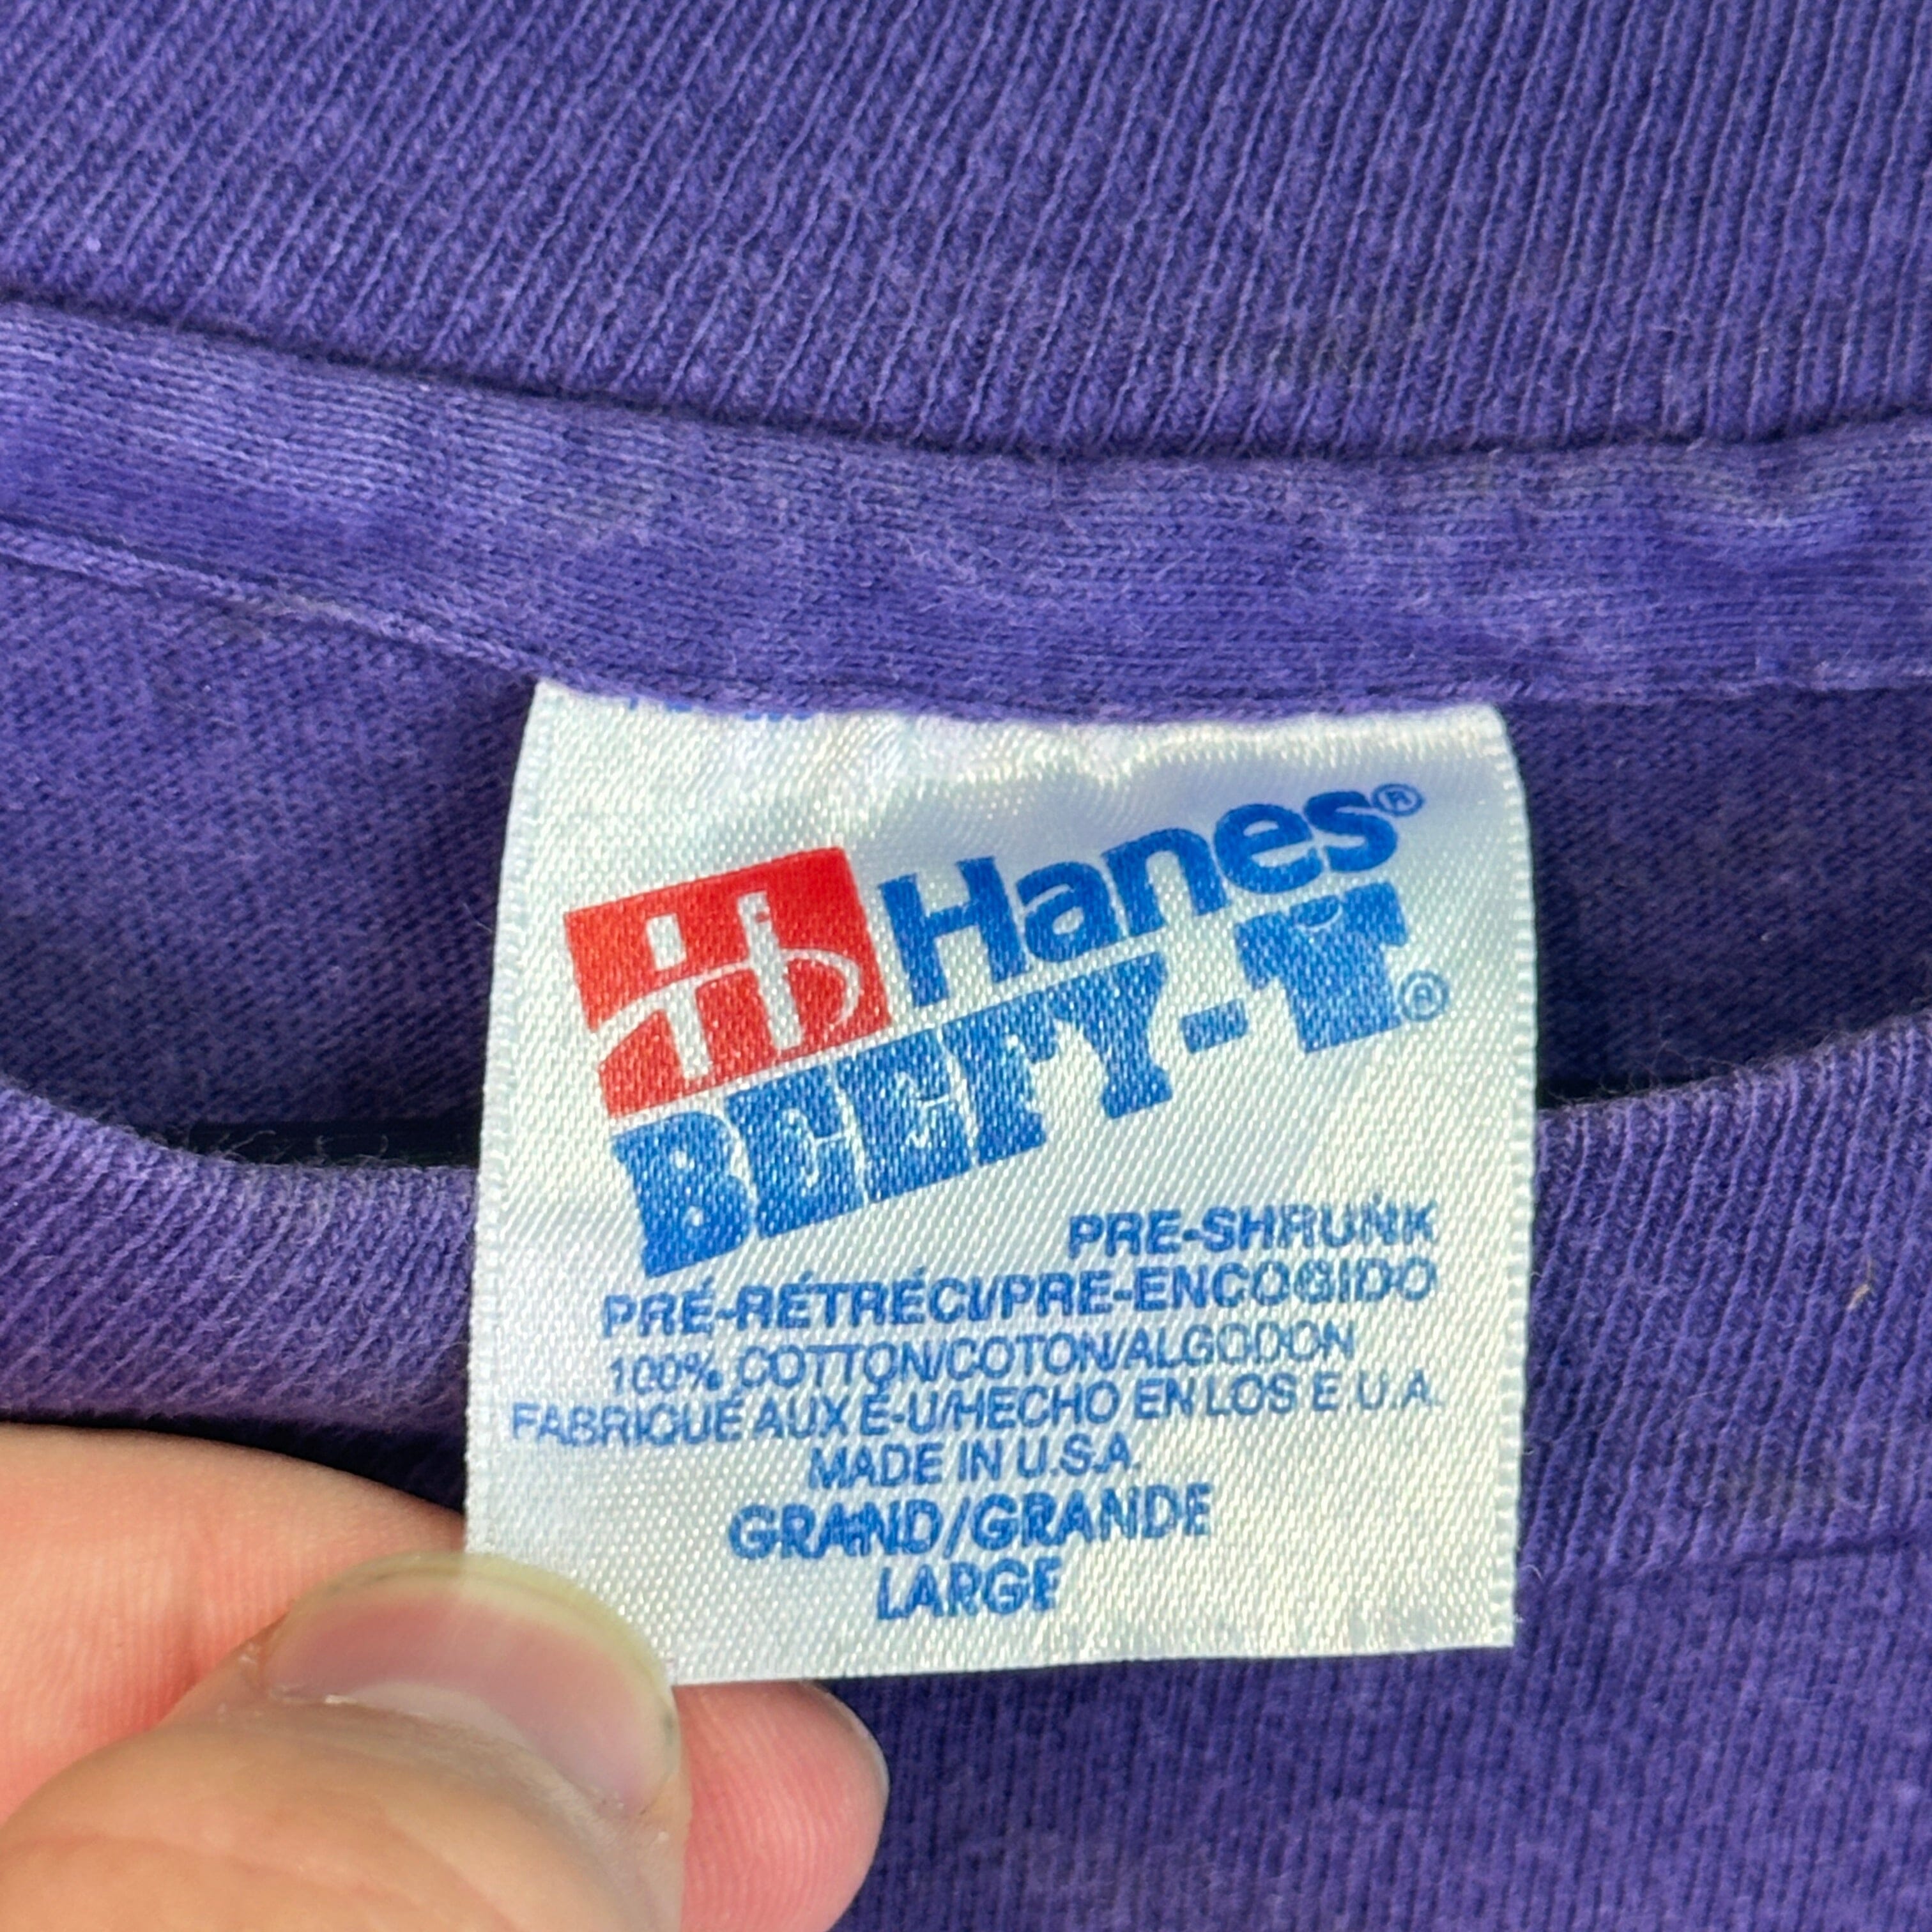 Hanes®
BEEFY-T®
PRE-SHRUNK
PRÉ-RÉTRÉCI/PRE-ENCOGIDO
100% COTTON/COTON/ALGODON
FABRIQUÉ AUX É-U/HECHO EN LOS E.U.A.
MADE IN U.S.A.
GRAND/GRANDE
LARGE